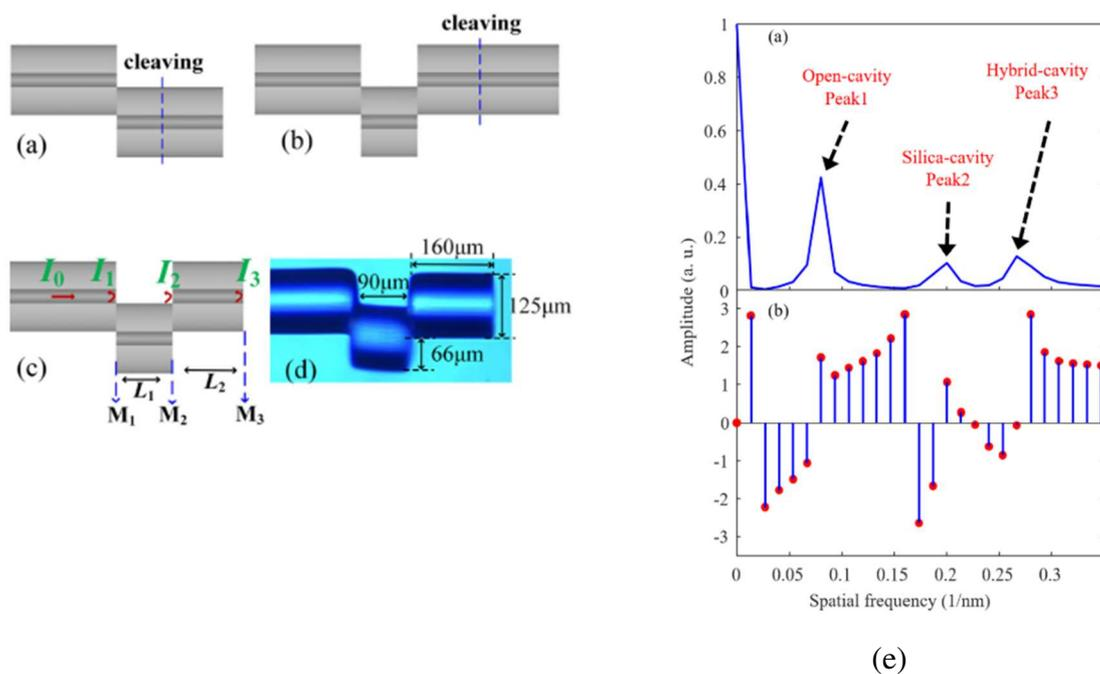 cleaving
(a)
cleaving
(b)
I0 I1 I2 I3
(c)
L1
L2
M1 M2 M3
160μm
90μm
125μm
66μm
(d)
(a)
Open-cavity
Peak1
Hybrid-cavity
Peak3
Silica-cavity
Peak2
1
0.8
0.6
0.4
0.2
0
Amplitude (a. u.)
(b)
3
2
1
0
-1
-2
-3
0 0.05 0.1 0.15 0.2 0.25 0.3
Spatial frequency (1/nm)
(e)